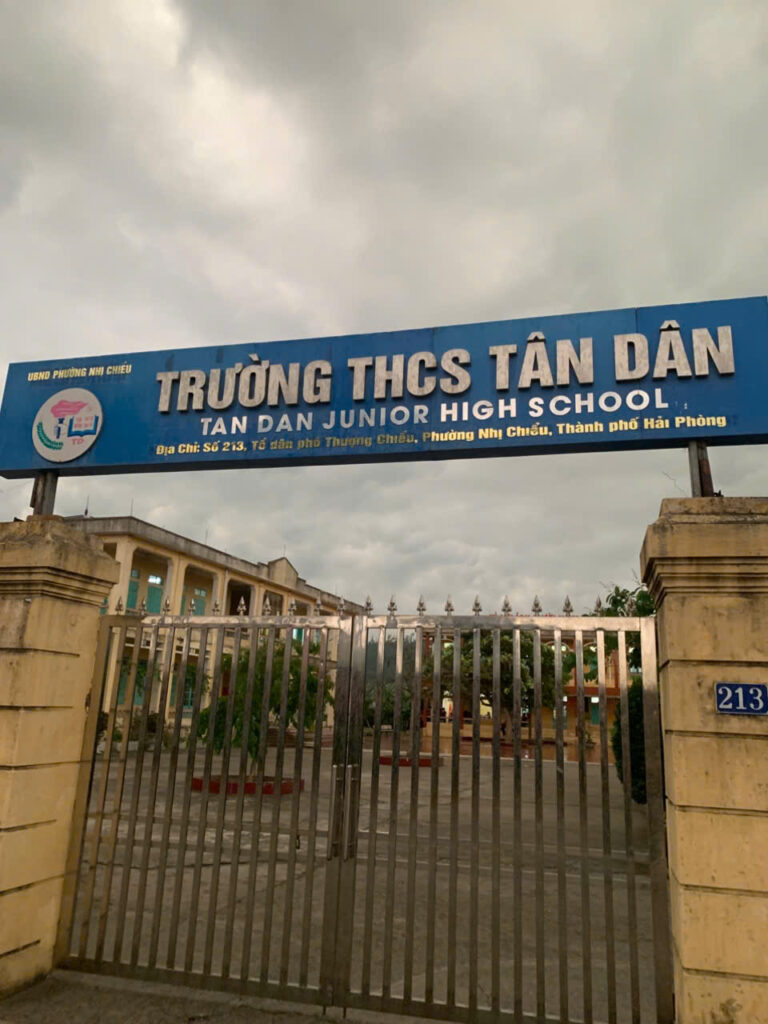 UBND PHƯỜNG NHỊ CHIỂU
TRƯỜNG THCS TÂN DÂN
TAN DAN JUNIOR HIGH SCHOOL
Địa Chỉ: Số 213, Tổ dân phố Thượng Chiểu, Phường Nhị Chiểu, Thành phố Hải Phòng
TD
213